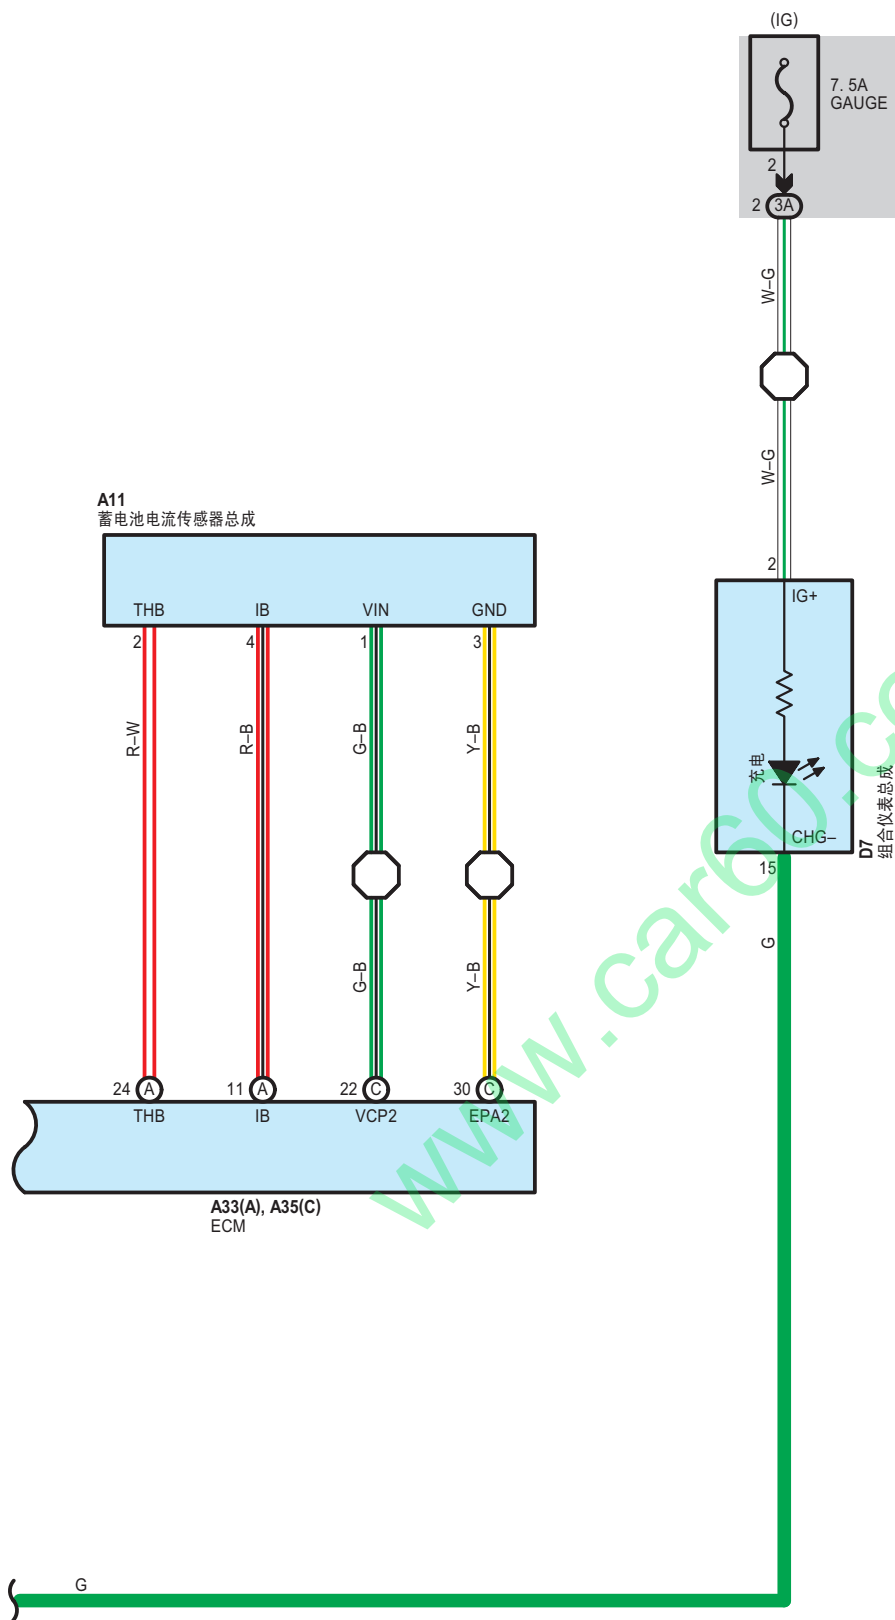 (IG)
7. 5A
GAUGE
2
2 3A
W–G
W–G
A11
蓄电池电流传感器总成
2
IG+
THB IB VIN GND
2 4 1 3
R–W R–B G–B Y–B
充电
CHG–
D7
组合仪表总成
15
G
G–B Y–B
24 A 11 A 22 C 30 C
THB IB VCP2 EPA2
A33(A), A35(C)
ECM
G
www.car60.co